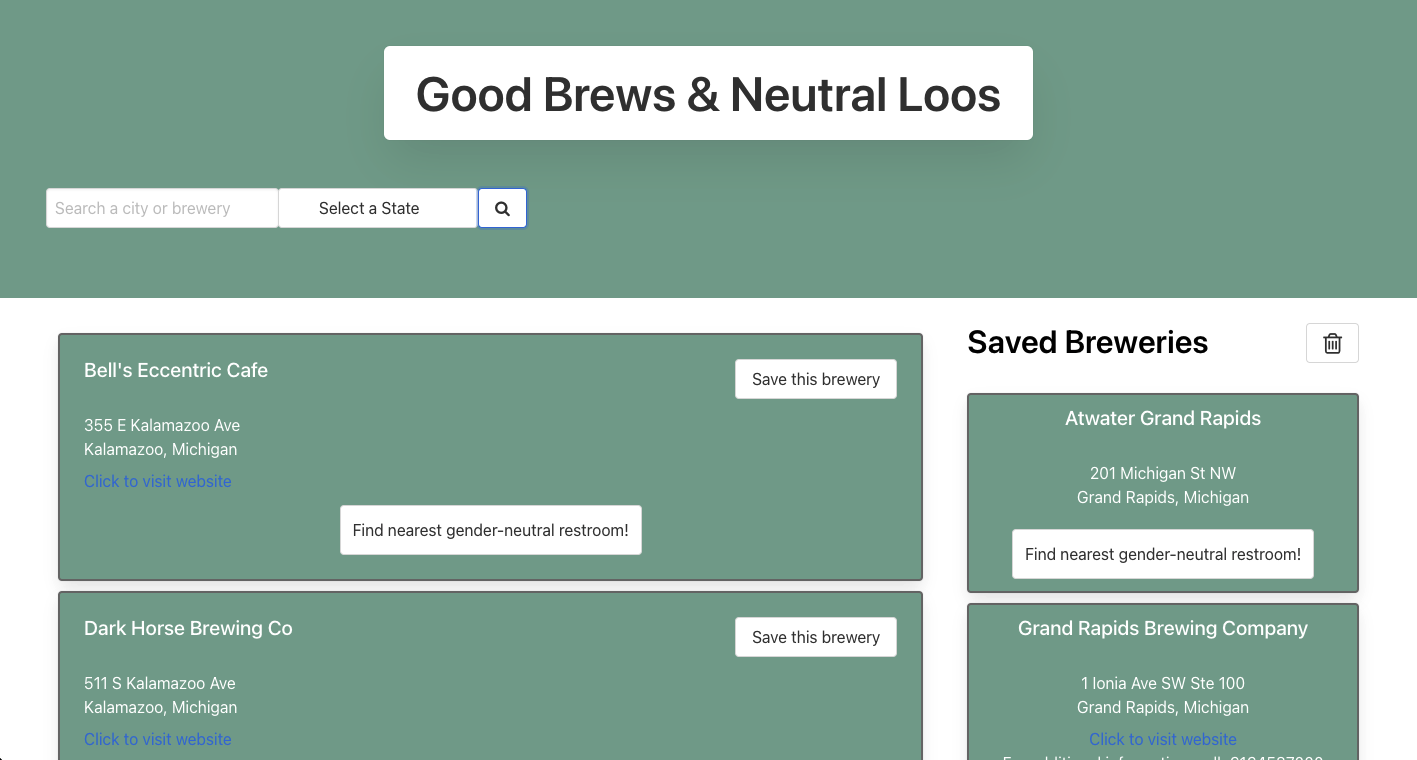 Good Brews & Neutral Loos
Search a city or brewery
Select a State
Bell's Eccentric Cafe
Save this brewery
355 E Kalamazoo Ave
Kalamazoo, Michigan
Click to visit website
Find nearest gender-neutral restroom!
Dark Horse Brewing Co
Save this brewery
511 S Kalamazoo Ave
Kalamazoo, Michigan
Click to visit website
Saved Breweries
Atwater Grand Rapids
201 Michigan St NW
Grand Rapids, Michigan
Find nearest gender-neutral restroom!
Grand Rapids Brewing Company
1 Ionia Ave SW Ste 100
Grand Rapids, Michigan
Click to visit website